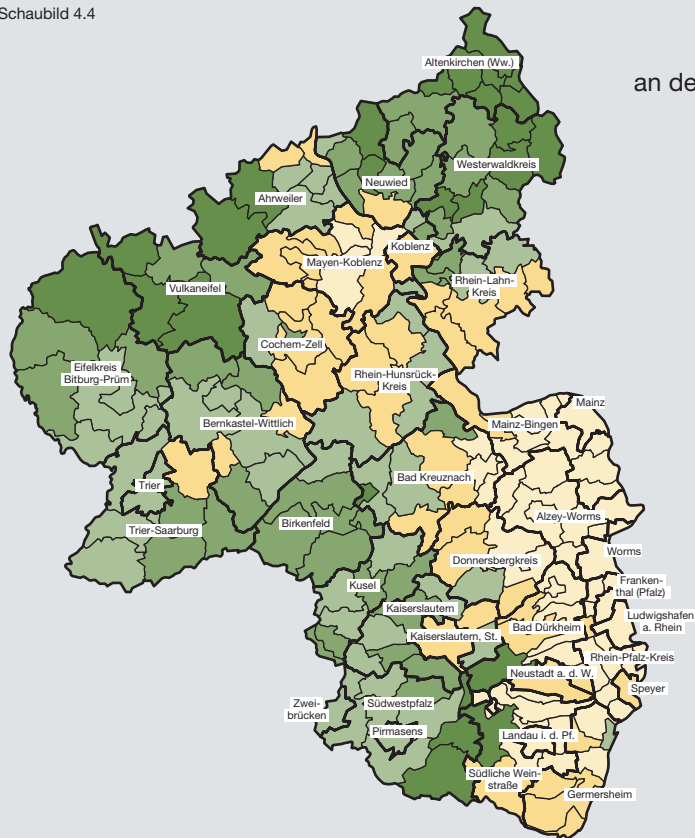 Schaubild 4.4
an de
Altenkirchen (Ww.)
Westerwaldkreis
Neuwied
Ahrweiler
Koblenz
Mayen-Koblenz
Rhein-Lahn-
Kreis
Vulkaneifel
Cochem-Zell
Eifelkreis
Bitburg-Prüm
Rhein-Hunsrück-
Kreis
Mainz
Bernkastel-Wittlich
Mainz-Bingen
Bad Kreuznach
Trier
Alzey-Worms
Birkenfeld
Trier-Saarburg
Worms
Donnersbergkreis
Franken-
thal (Pfalz)
Kusel
Kaiserslautern
Ludwigshafen
a. Rhein
Bad Dürkheim
Kaiserslautern, St.
Rhein-Pfalz-Kreis
Neustadt a. d. W.
Speyer
Zwei-
brücken
Südwestpfalz
Pirmasens
Landau i. d. Pf.
Südliche Wein-
straße
Germersheim